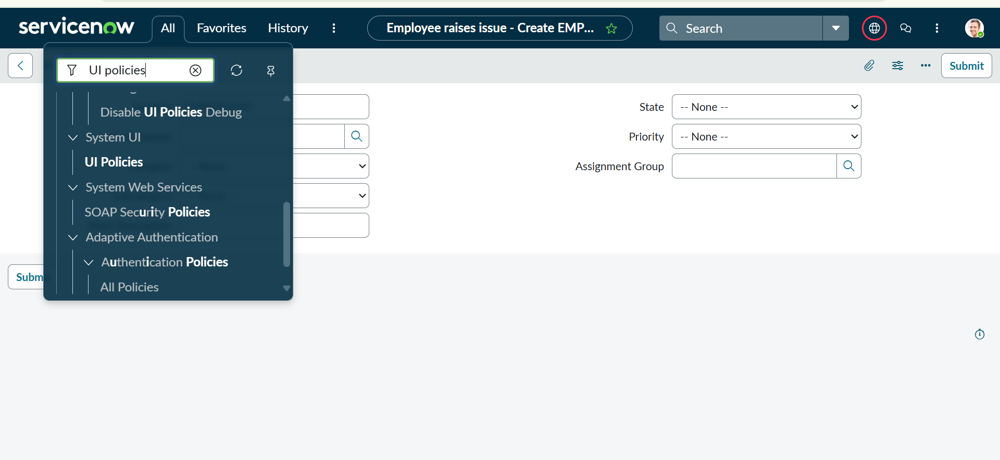 servicenow
All
Favorites
History
Employee raises issue - Create EMP...
Search
UI policies
Submit
Disable UI Policies Debug
System UI
UI Policies
System Web Services
SOAP Security Policies
Adaptive Authentication
Authentication Policies
All Policies
State
-- None --
Priority
-- None --
Assignment Group
Subm